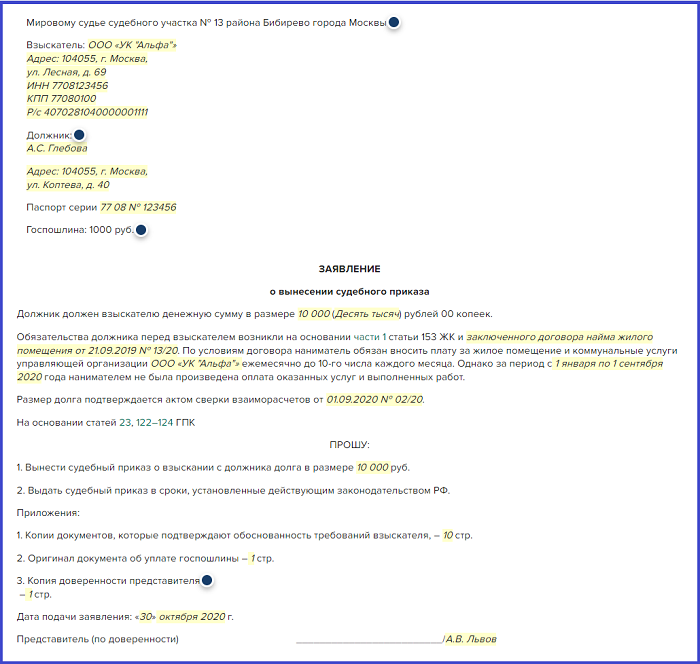 Мировому судье судебного участка № 13 района Бибирево города Москвы
Взыскатель: ООО «УК "Альфа"»
Адрес: 104055, г. Москва,
ул. Лесная, д. 69
ИНН 7708123456
КПП 77080100
Р/с 4070281040000001111
Должник:
А.С. Глебова
Адрес: 104055, г. Москва,
ул. Коптева, д. 40
Паспорт серии 77 08 № 123456
Госпошлина: 1000 руб.
ЗАЯВЛЕНИЕ
о вынесении судебного приказа
Должник должен взыскателю денежную сумму в размере 10 000 (Десять тысяч) рублей 00 копеек.
Обязательства должника перед взыскателем возникли на основании части 1 статьи 153 ЖК и заключенного договора найма жилого
помещения от 21.09.2019 № 13/20. По условиям договора наниматель обязан вносить плату за жилое помещение и коммунальные услуги
управляющей организации ООО «УК "Альфа"» ежемесячно до 10-го числа каждого месяца. Однако за период с 1 января по 1 сентября
2020 года нанимателем не была произведена оплата оказанных услуг и выполненных работ.
Размер долга подтверждается актом сверки взаиморасчетов от 01.09.2020 № 02/20.
На основании статей 23, 122–124 ГПК
ПРОШУ:
1. Вынести судебный приказ о взыскании с должника долга в размере 10 000 руб.
2. Выдать судебный приказ в сроки, установленные действующим законодательством РФ.
Приложения:
1. Копии документов, которые подтверждают обоснованность требований взыскателя, – 10 стр.
2. Оригинал документа об уплате госпошлины – 1 стр.
3. Копия доверенности представителя
– 1 стр.
Дата подачи заявления: «30» октября 2020 г.
Представитель (по доверенности) ___________________________/А.В. Львов